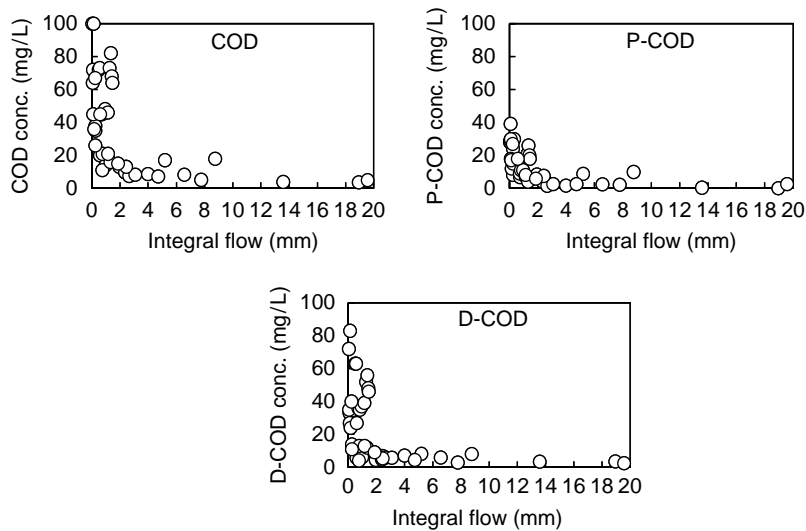 COD
COD conc. (mg/L)
100
80
60
40
20
0
0 2 4 6 8 10 12 14 16 18 20
Integral flow (mm)
P-COD
P-COD conc. (mg/L)
100
80
60
40
20
0
0 2 4 6 8 10 12 14 16 18 20
Integral flow (mm)
D-COD
D-COD conc. (mg/L)
100
80
60
40
20
0
0 2 4 6 8 10 12 14 16 18 20
Integral flow (mm)